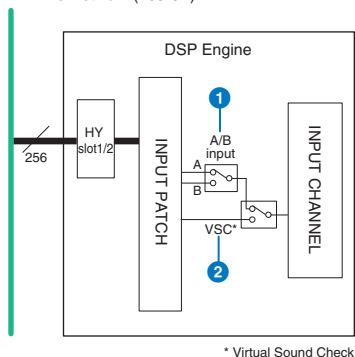 DSP Engine
1
A/B
input
HY
slot1/2
256
INPUT PATCH
A
B
VSC*
2
INPUT CHANNEL
* Virtual Sound Check